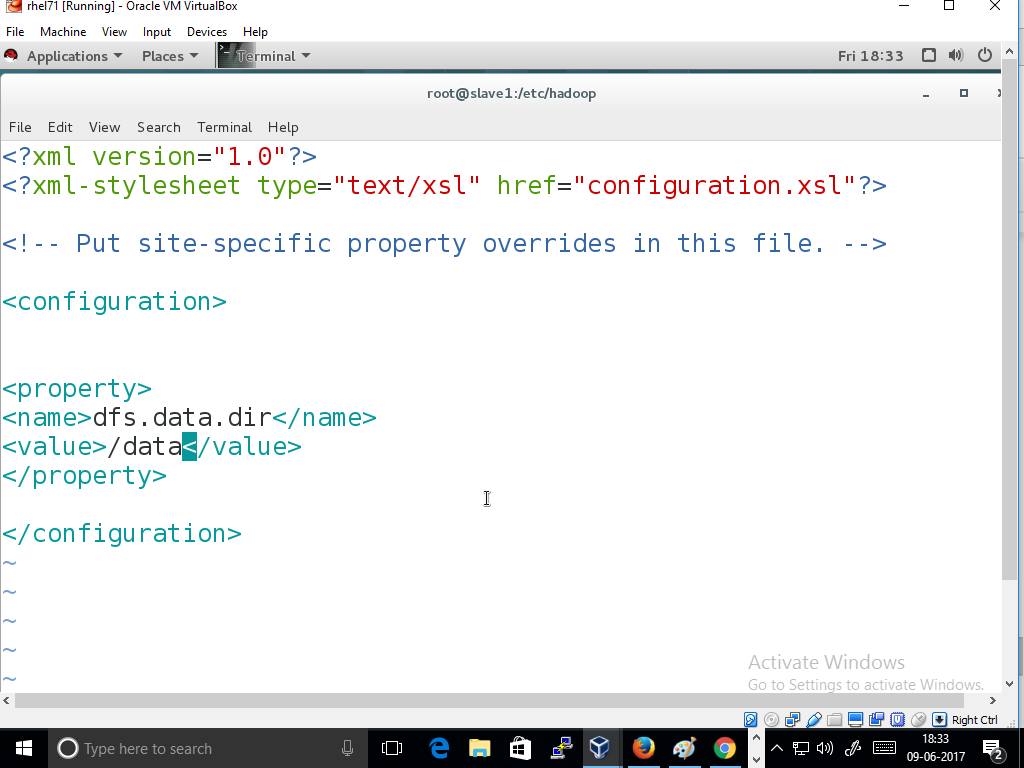 rhel71 [Running] - Oracle VM VirtualBox
File Machine View Input Devices Help
Applications Places Terminal Fri 18:33
root@slave1:/etc/hadoop
File Edit View Search Terminal Help
<?xml version="1.0"?>
<?xml-stylesheet type="text/xsl" href="configuration.xsl"?>
<!-- Put site-specific property overrides in this file. -->
<configuration>
<property>
<name>dfs.data.dir</name>
<value>/data</value>
</property>
</configuration>
~
~
~
~
~
Activate Windows
Go to Settings to activate Windows.
Right Ctrl
Type here to search
18:33
09-06-2017
2